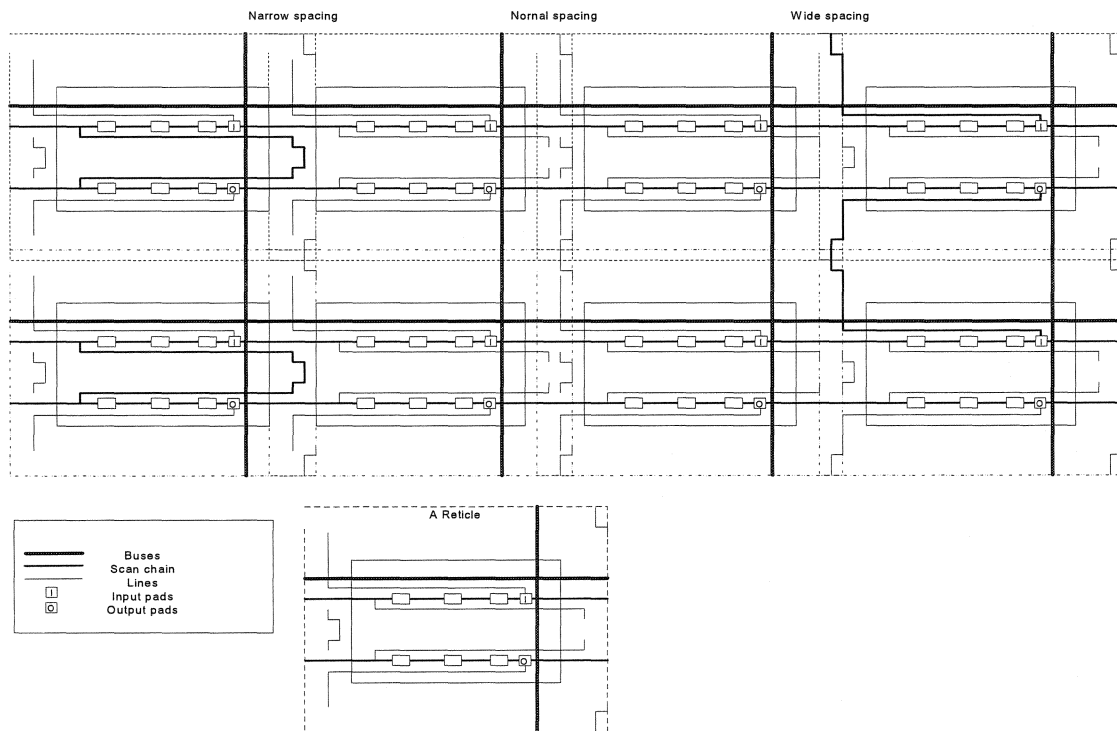 Narrow spacing
Nornal spacing
Wide spacing
I I I I
O O O O
I I I I
O O O O
A Reticle
Buses
Scan chain
Lines
I Input pads
O Output pads
I
O